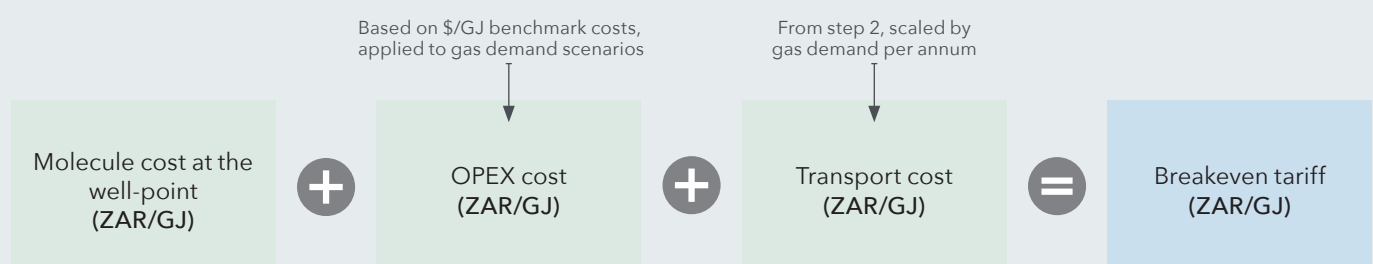 Based on $/GJ benchmark costs,
applied to gas demand scenarios
From step 2, scaled by
gas demand per annum
Molecule cost at the
well-point
(ZAR/GJ)
+
OPEX cost
(ZAR/GJ)
+
Transport cost
(ZAR/GJ)
=
Breakeven tariff
(ZAR/GJ)